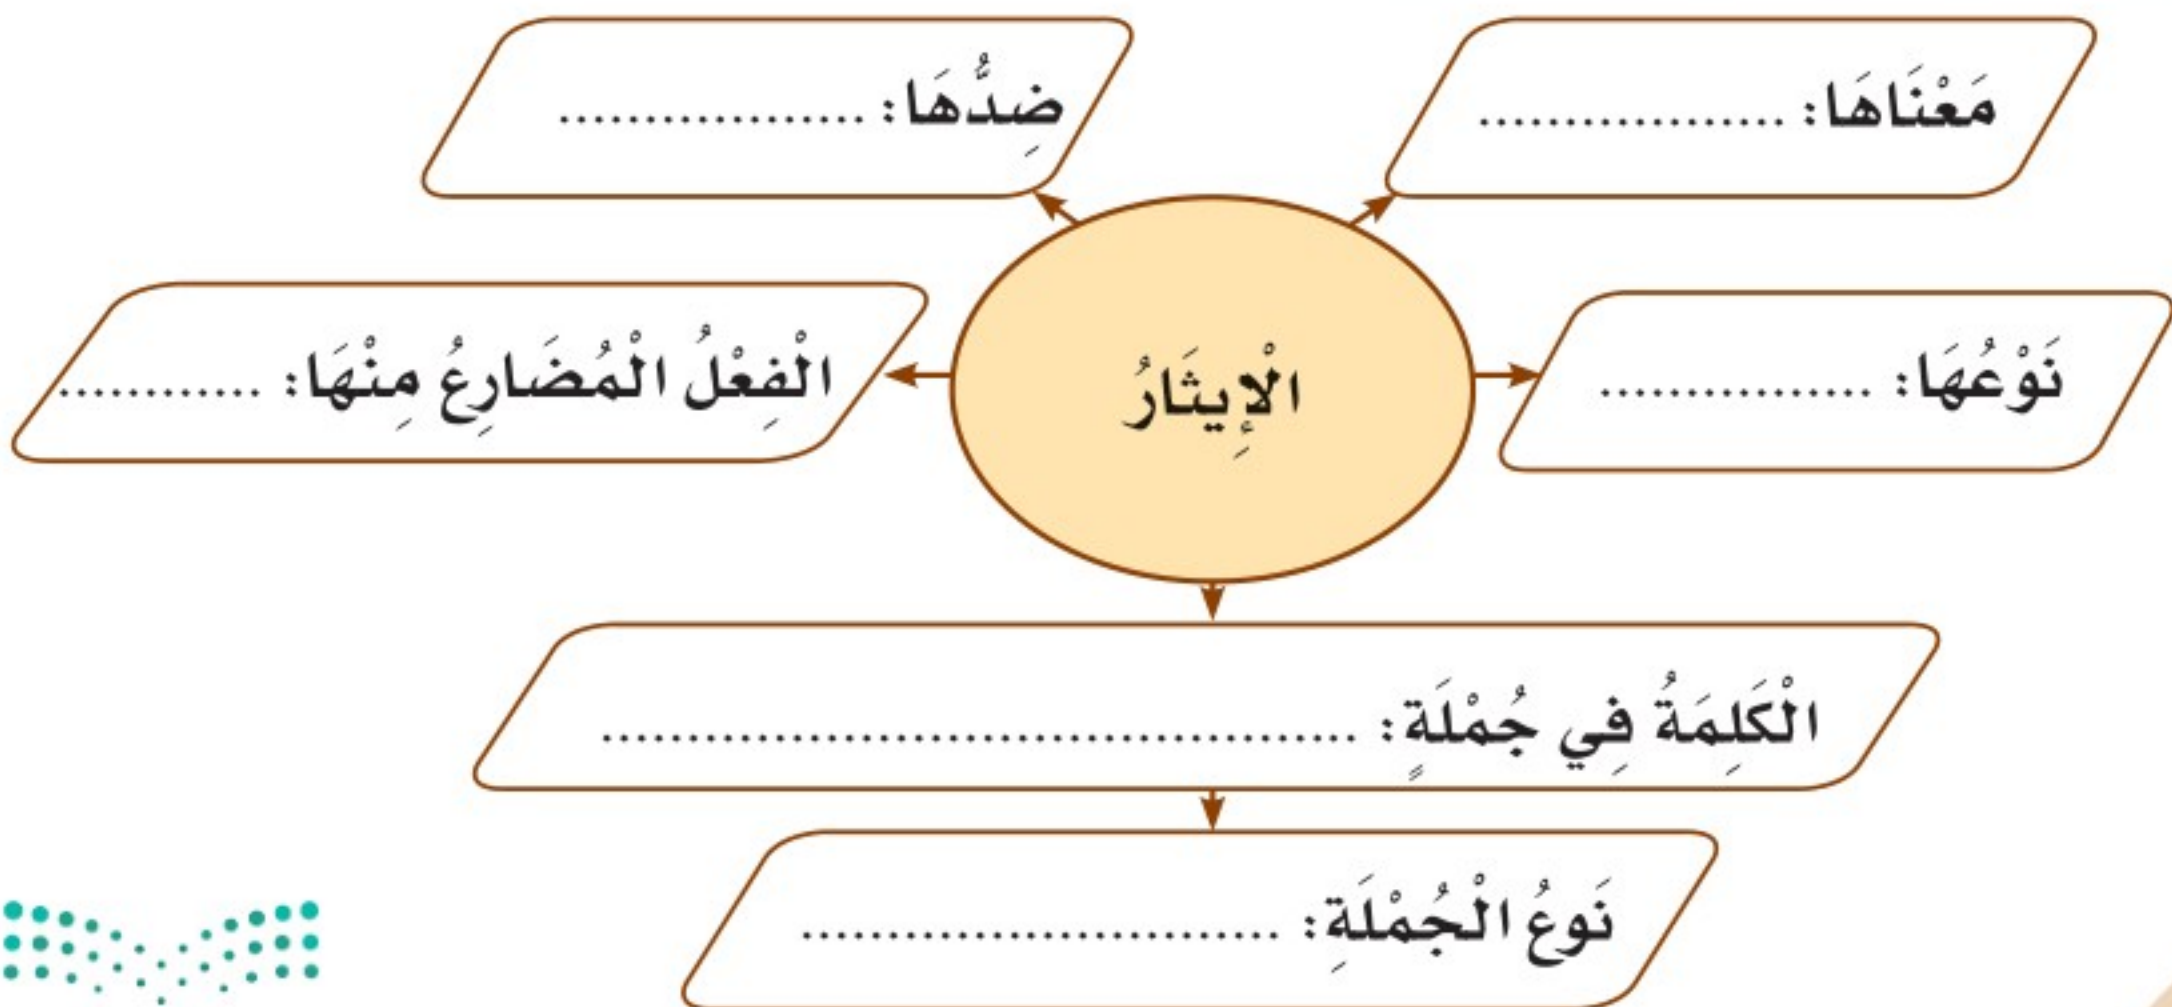 مَعْنَاهَا: ..................
ضِدُّهَا: ..................
نَوْعُهَا: ................
الْإِيثَارُ
الْفِعْلُ الْمُضَارِعُ مِنْهَا: ............
الْكَلِمَةُ فِي جُمْلَةٍ: .............................................
نَوعُ الْجُمْلَةِ: ............................